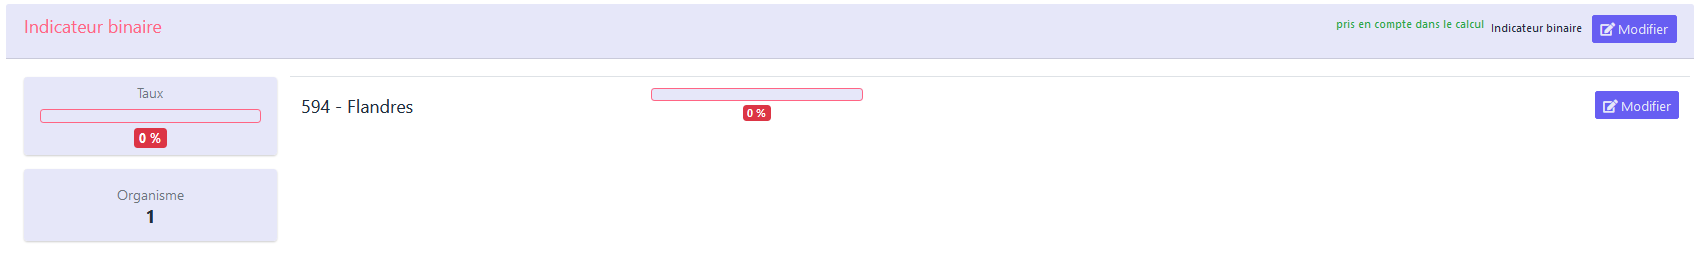 Indicateur binaire
pris en compte dans le calcul
Indicateur binaire
Modifier
Taux
0 %
594 - Flandres
0 %
Modifier
Organisme
1